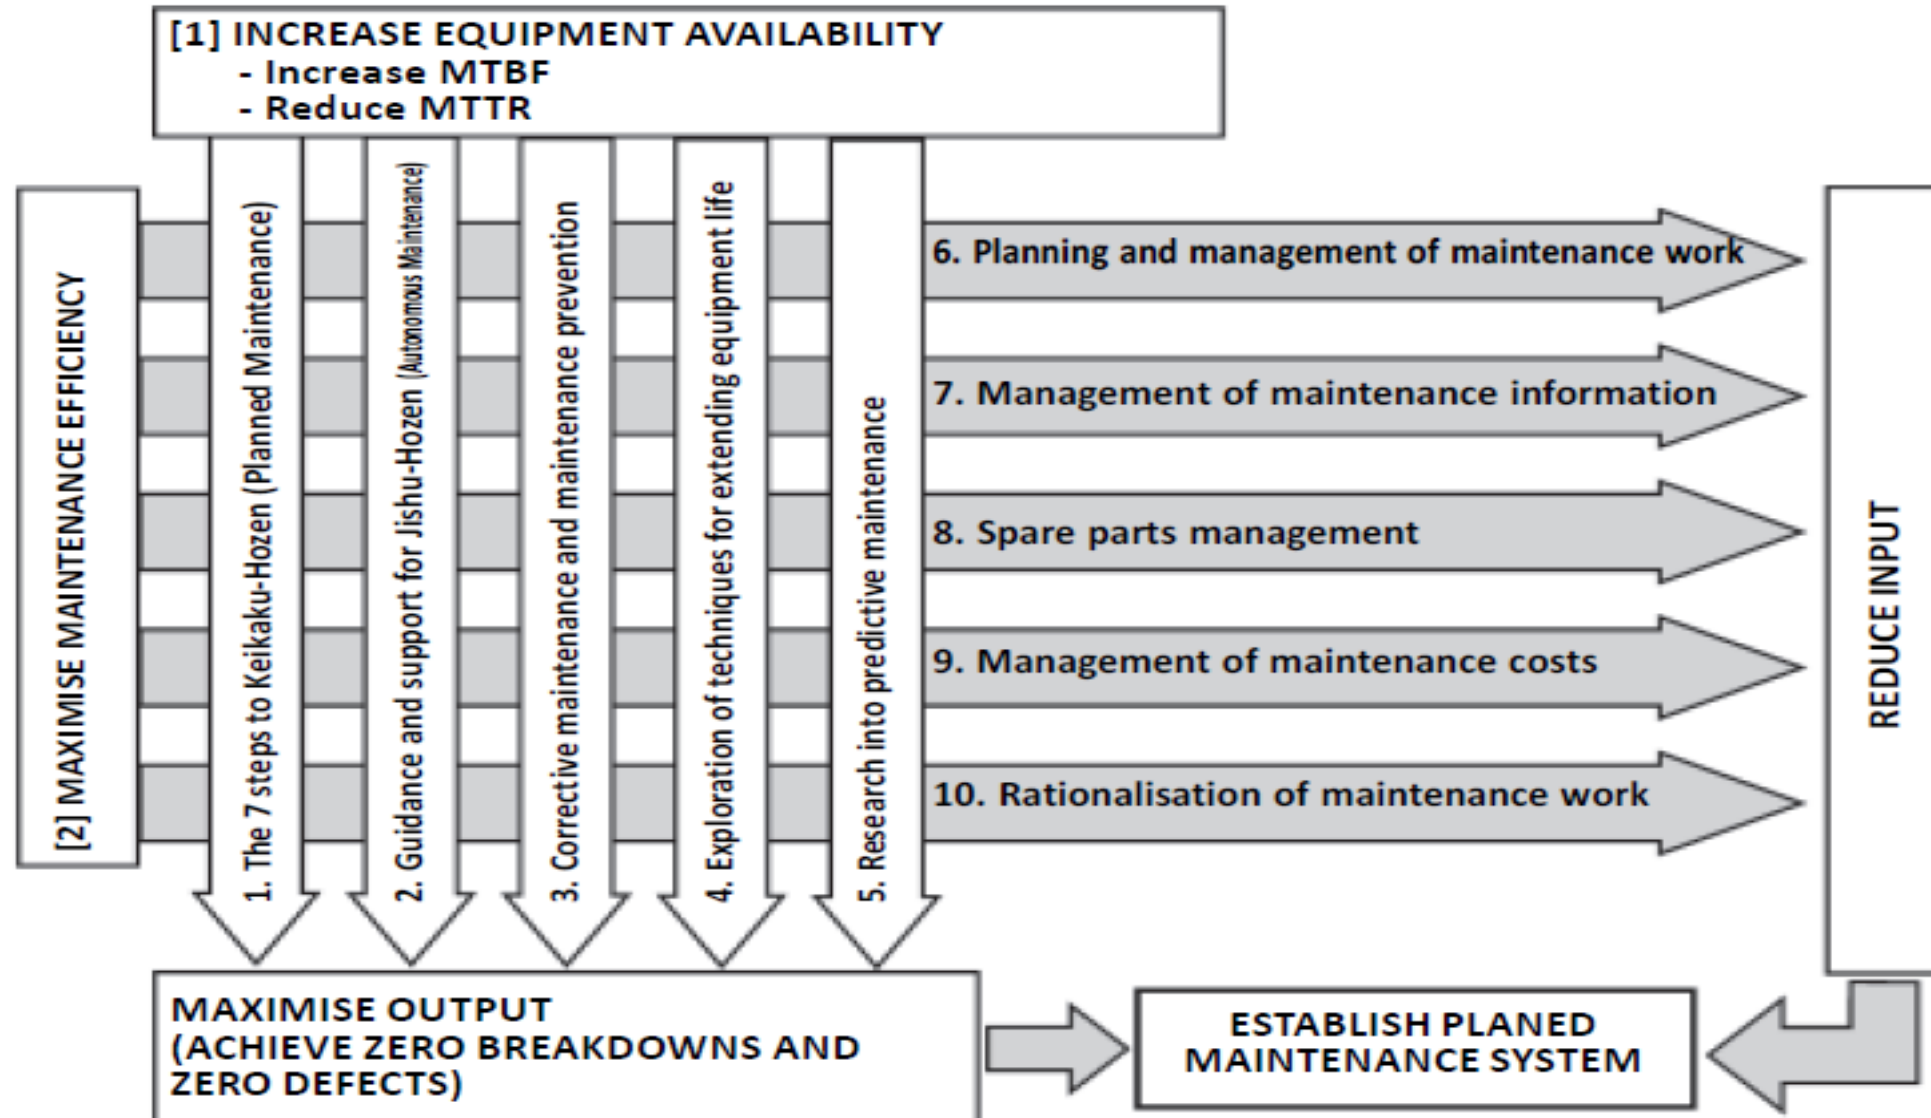 [1] INCREASE EQUIPMENT AVAILABILITY
- Increase MTBF
- Reduce MTTR
[2] MAXIMISE MAINTENANCE EFFICIENCY
1. The 7 steps to Keikaku-Hozen (Planned Maintenance)
2. Guidance and support for Jishu-Hozen (Autonomous Maintenance)
3. Corrective maintenance and maintenance prevention
4. Exploration of techniques for extending equipment life
5. Research into predictive maintenance
6. Planning and management of maintenance work
7. Management of maintenance information
8. Spare parts management
9. Management of maintenance costs
10. Rationalisation of maintenance work
REDUCE INPUT
MAXIMISE OUTPUT
(ACHIEVE ZERO BREAKDOWNS AND
ZERO DEFECTS)
ESTABLISH PLANED
MAINTENANCE SYSTEM